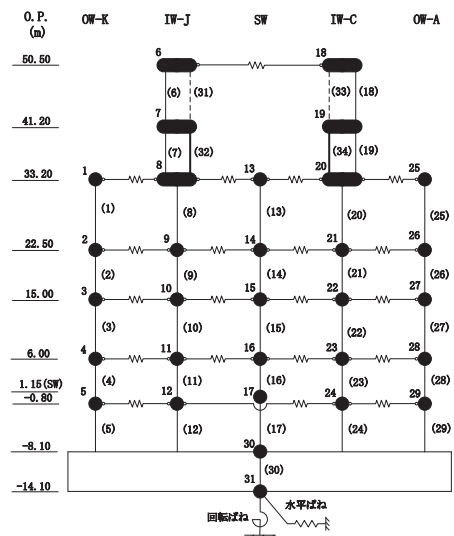 O.P. OW-K IW-J SW IW-C OW-A
(m)
6 18
50.50
(6) (31) (33) (18)
7 19
41.20
(7) (32) (34) (19)
1 8 13 20 25
33.20
(1) (8) (13) (20) (25)
2 9 14 21 26
22.50
(2) (9) (14) (21) (26)
3 10 15 22 27
15.00
(3) (10) (15) (22) (27)
4 11 16 23 28
6.00
(4) (11) (16) (23) (28)
1.15(SW)
5 12 17 24 29
-0.80
(5) (12) (17) (24) (29)
30
-8.10
(30)
31
-14.10
水平ばね
回転ばね